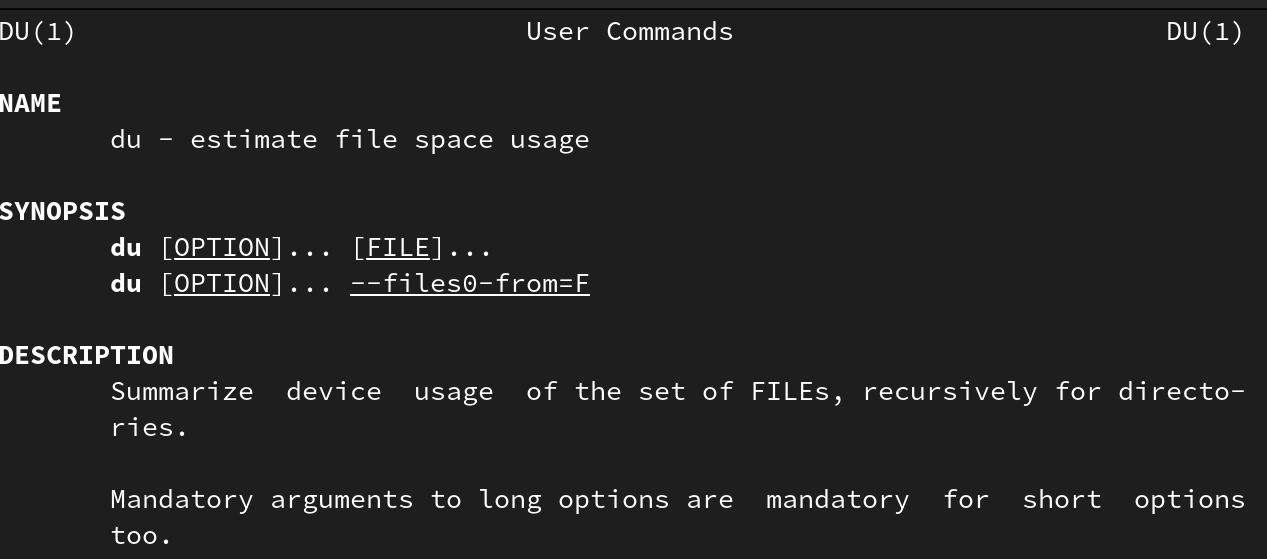 DU(1) User Commands DU(1)
NAME
du - estimate file space usage
SYNOPSIS
du [OPTION]... [FILE]...
du [OPTION]... --files0-from=F
DESCRIPTION
Summarize device usage of the set of FILEs, recursively for directo-
ries.
Mandatory arguments to long options are mandatory for short options
too.